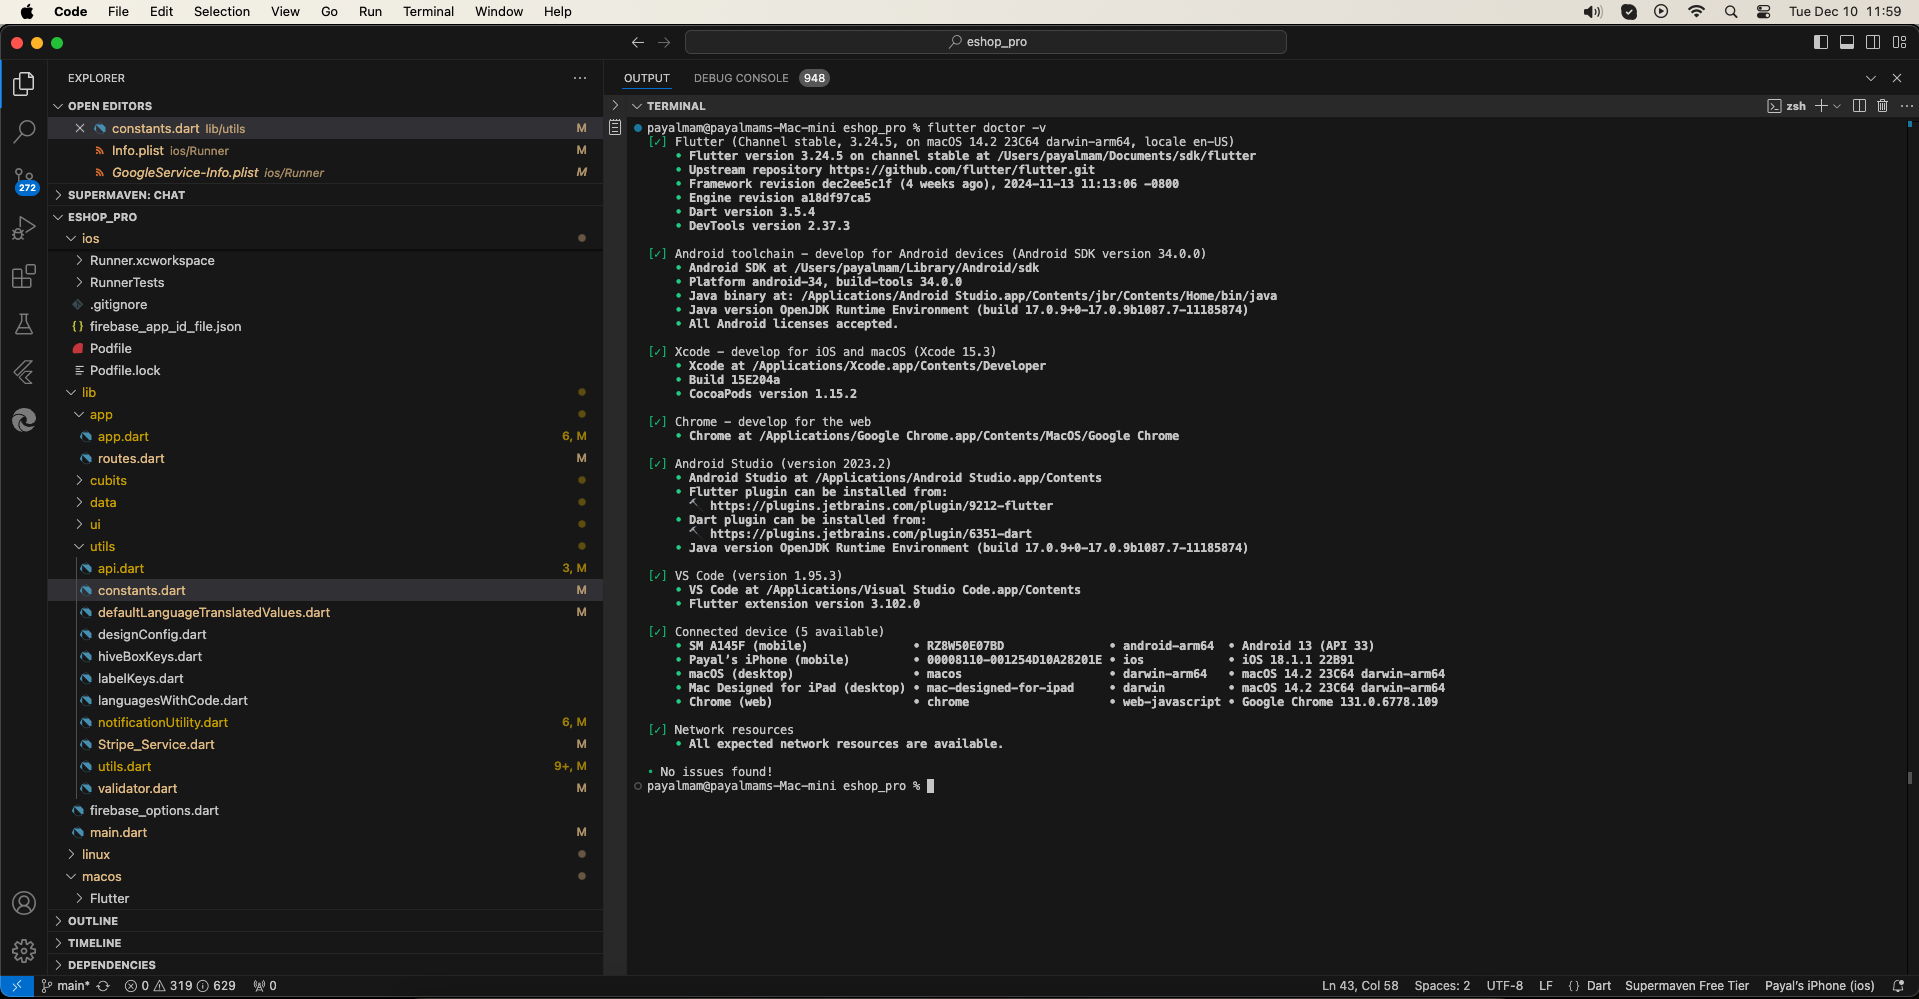 Code File Edit Selection View Go Run Terminal Window Help Tue Dec 10 11:59
eshop_pro
EXPLORER
OPEN EDITORS
constants.dart lib/utils M
Info.plist ios/Runner M
GoogleService-Info.plist ios/Runner M
272
SUPERMAVEN: CHAT
ESHOP_PRO
ios
Runner.xcworkspace
RunnerTests
.gitignore
firebase_app_id_file.json
Podfile
Podfile.lock
lib
app
app.dart 6, M
routes.dart M
cubits
data
ui
utils
api.dart 3, M
constants.dart M
defaultLanguageTranslatedValues.dart M
designConfig.dart
hiveBoxKeys.dart
labelKeys.dart
languagesWithCode.dart
notificationUtility.dart 6, M
Stripe_Service.dart M
utils.dart 9+, M
validator.dart M
firebase_options.dart
main.dart M
linux
macos
Flutter
OUTLINE
TIMELINE
DEPENDENCIES
OUTPUT DEBUG CONSOLE 948
TERMINAL zsh
payalmam@payalmams-Mac-mini eshop_pro % flutter doctor -v
[✓] Flutter (Channel stable, 3.24.5, on macOS 14.2 23C64 darwin-arm64, locale en-US)
• Flutter version 3.24.5 on channel stable at /Users/payalmam/Documents/sdk/flutter
• Upstream repository https://github.com/flutter/flutter.git
• Framework revision dec2ee5c1f (4 weeks ago), 2024-11-13 11:13:06 -0800
• Engine revision a18df97ca5
• Dart version 3.5.4
• DevTools version 2.37.3
[✓] Android toolchain - develop for Android devices (Android SDK version 34.0.0)
• Android SDK at /Users/payalmam/Library/Android/sdk
• Platform android-34, build-tools 34.0.0
• Java binary at: /Applications/Android Studio.app/Contents/jbr/Contents/Home/bin/java
• Java version OpenJDK Runtime Environment (build 17.0.9+0-17.0.9b1087.7-11185874)
• All Android licenses accepted.
[✓] Xcode - develop for iOS and macOS (Xcode 15.3)
• Xcode at /Applications/Xcode.app/Contents/Developer
• Build 15E204a
• CocoaPods version 1.15.2
[✓] Chrome - develop for the web
• Chrome at /Applications/Google Chrome.app/Contents/MacOS/Google Chrome
[✓] Android Studio (version 2023.2)
• Android Studio at /Applications/Android Studio.app/Contents
• Flutter plugin can be installed from:
https://plugins.jetbrains.com/plugin/9212-flutter
• Dart plugin can be installed from:
https://plugins.jetbrains.com/plugin/6351-dart
• Java version OpenJDK Runtime Environment (build 17.0.9+0-17.0.9b1087.7-11185874)
[✓] VS Code (version 1.95.3)
• VS Code at /Applications/Visual Studio Code.app/Contents
• Flutter extension version 3.102.0
[✓] Connected device (5 available)
• SM A145F (mobile) • RZ8W50E07BD • android-arm64 • Android 13 (API 33)
• Payal's iPhone (mobile) • 00008110-001254D10A28201E • ios • iOS 18.1.1 22B91
• macOS (desktop) • macos • darwin-arm64 • macOS 14.2 23C64 darwin-arm64
• Mac Designed for iPad (desktop) • mac-designed-for-ipad • darwin • macOS 14.2 23C64 darwin-arm64
• Chrome (web) • chrome • web-javascript • Google Chrome 131.0.6778.109
[✓] Network resources
• All expected network resources are available.
• No issues found!
payalmam@payalmams-Mac-mini eshop_pro %
main* 0 319 629 0 Ln 43, Col 58 Spaces: 2 UTF-8 LF {} Dart Supermaven Free Tier Payal's iPhone (ios)